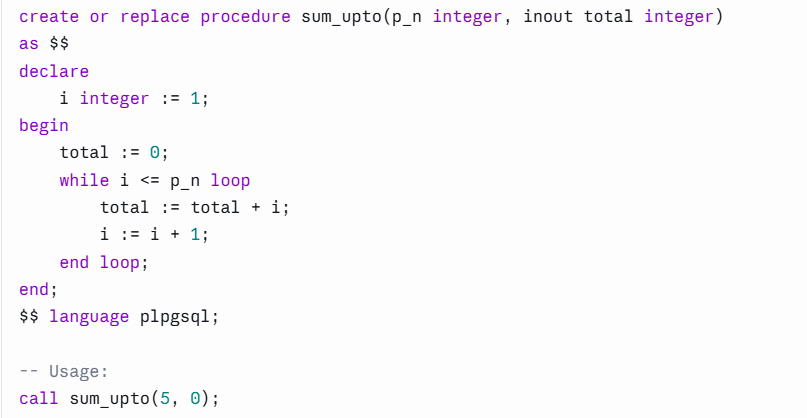 create or replace procedure sum_upto(p_n integer, inout total integer)
as $$
declare
    i integer := 1;
begin
    total := 0;
    while i <= p_n loop
        total := total + i;
        i := i + 1;
    end loop;
end;
$$ language plpgsql;

-- Usage:
call sum_upto(5, 0);